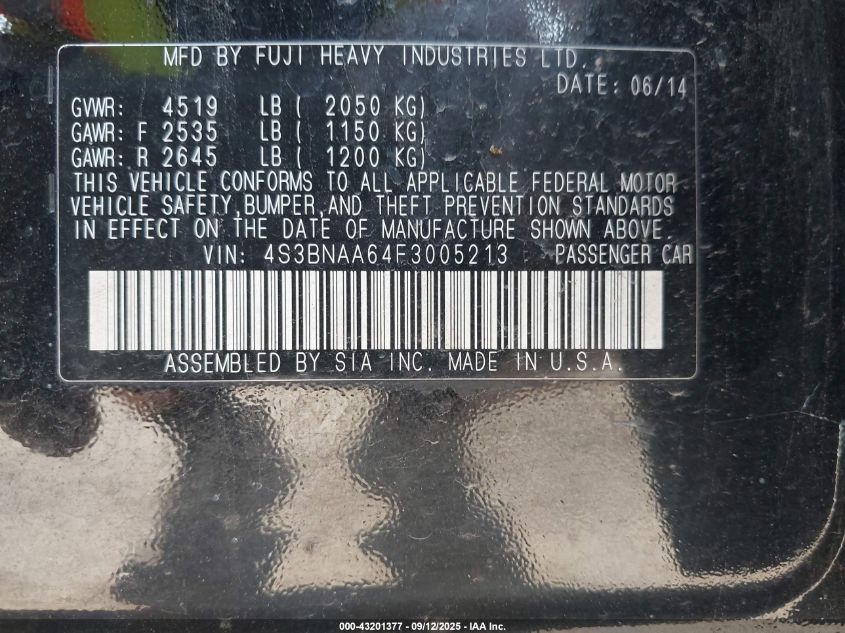 MFD BY FUJI HEAVY INDUSTRIES LTD.
DATE: 06/14
GVWR: 4519 LB ( 2050 KG)
GAWR: F 2535 LB ( 1150 KG)
GAWR: R 2645 LB ( 1200 KG)
THIS VEHICLE CONFORMS TO ALL APPLICABLE FEDERAL MOTOR
VEHICLE SAFETY,BUMPER,AND THEFT PREVENTION STANDARDS
IN EFFECT ON THE DATE OF MANUFACTURE SHOWN ABOVE.
VIN: 4S3BNAA64F3005213 PASSENGER CAR
ASSEMBLED BY SIA INC. MADE IN U.S.A.
000-43201377 - 09/12/2025 - IAA Inc.